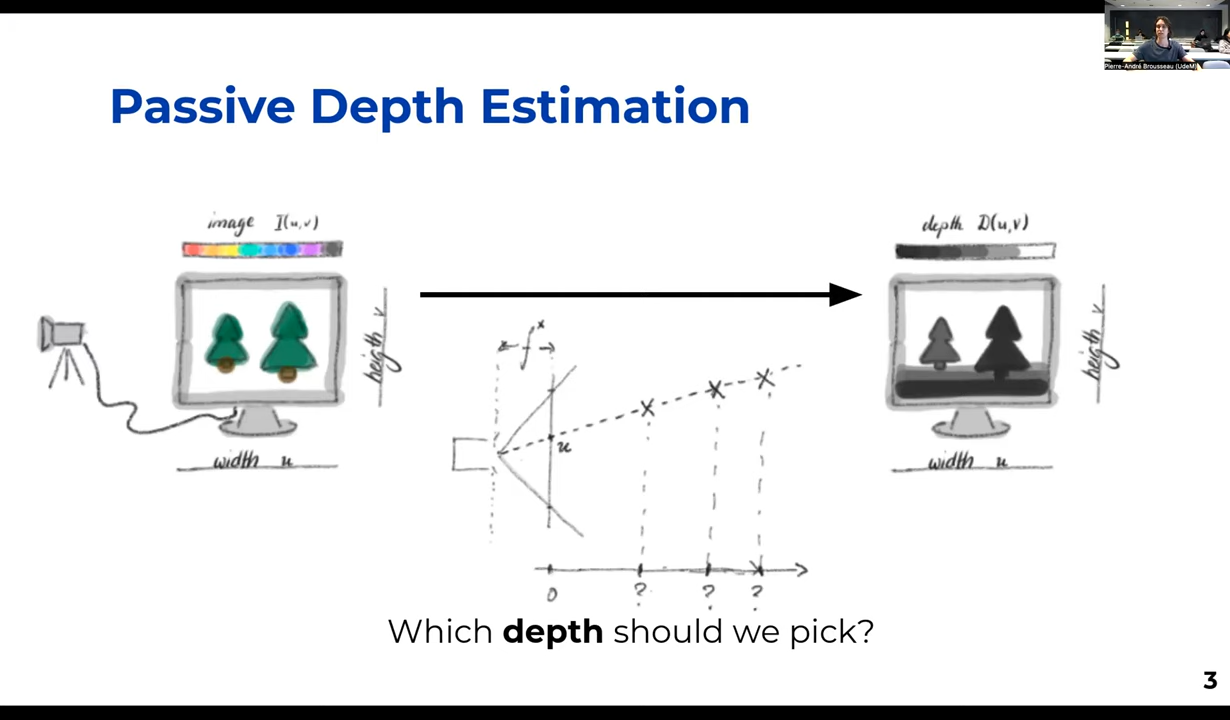 Pierre-André Brousseau (UdeM)
Passive Depth Estimation
image I(u,v)
depth D(u,v)
heigth v
heigth v
f x
u
width u
width u
0 ? ? ?
Which depth should we pick?
3